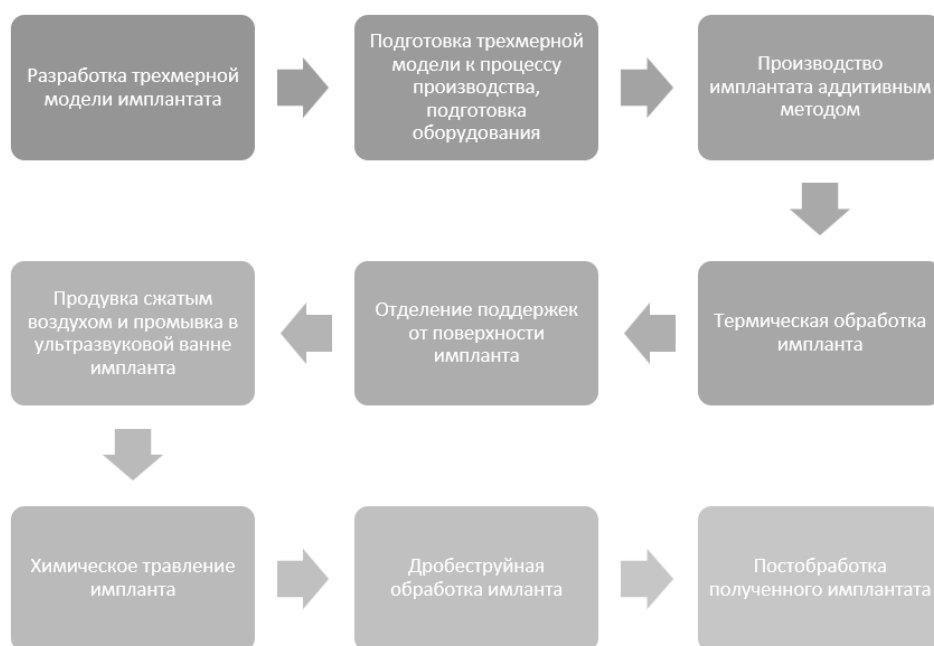 Разработка трехмерной
модели имплантата
Подготовка трехмерной
модели к процессу
производства,
подготовка
оборудования
Производство
имплантата аддитивным
методом
Термическая обработка
импланта
Отделение поддержек
от поверхности
импланта
Продувка сжатым
воздухом и промывка в
ультразвуковой ванне
импланта
Химическое травление
импланта
Дробеструйная
обработка имланта
Постобработка
полученного имплантата